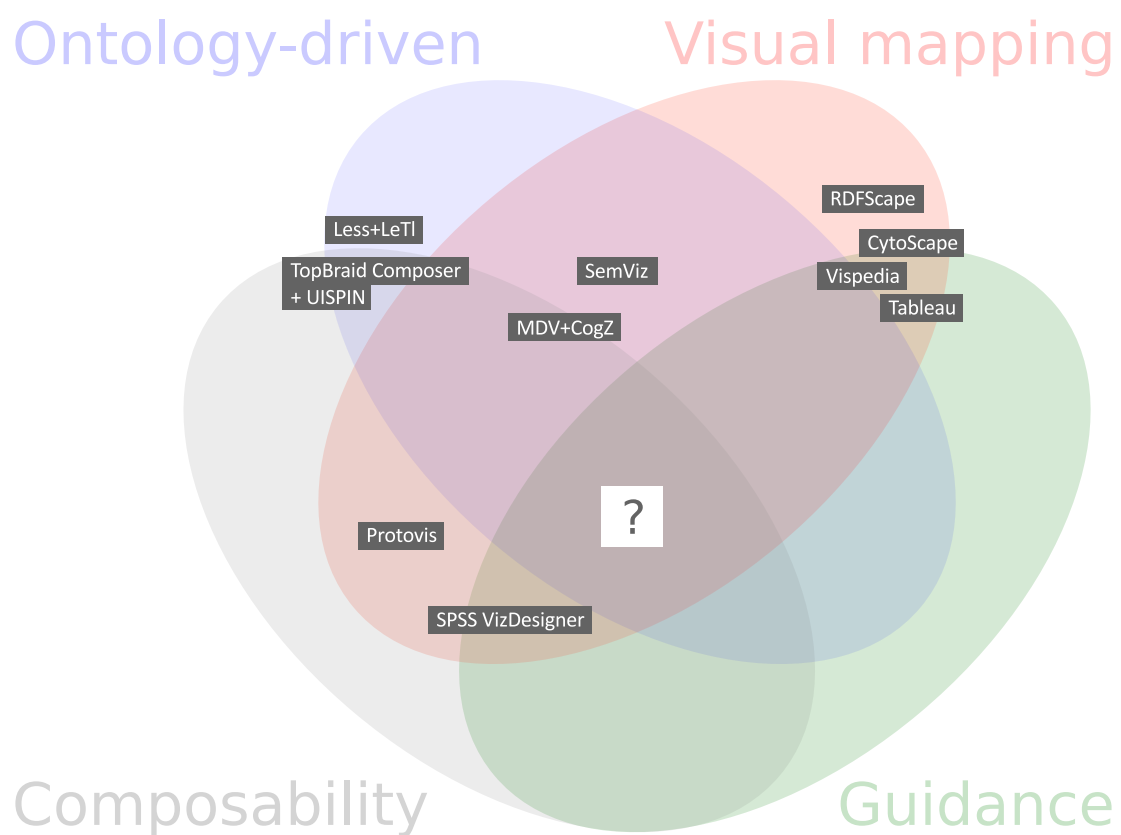 Ontology-driven
Visual mapping
RDFScape
Less+LeTl
CytoScape
TopBraid Composer
+ UISPIN
SemViz
Vispedia
Tableau
MDV+CogZ
?
Protovis
SPSS VizDesigner
Composability
Guidance